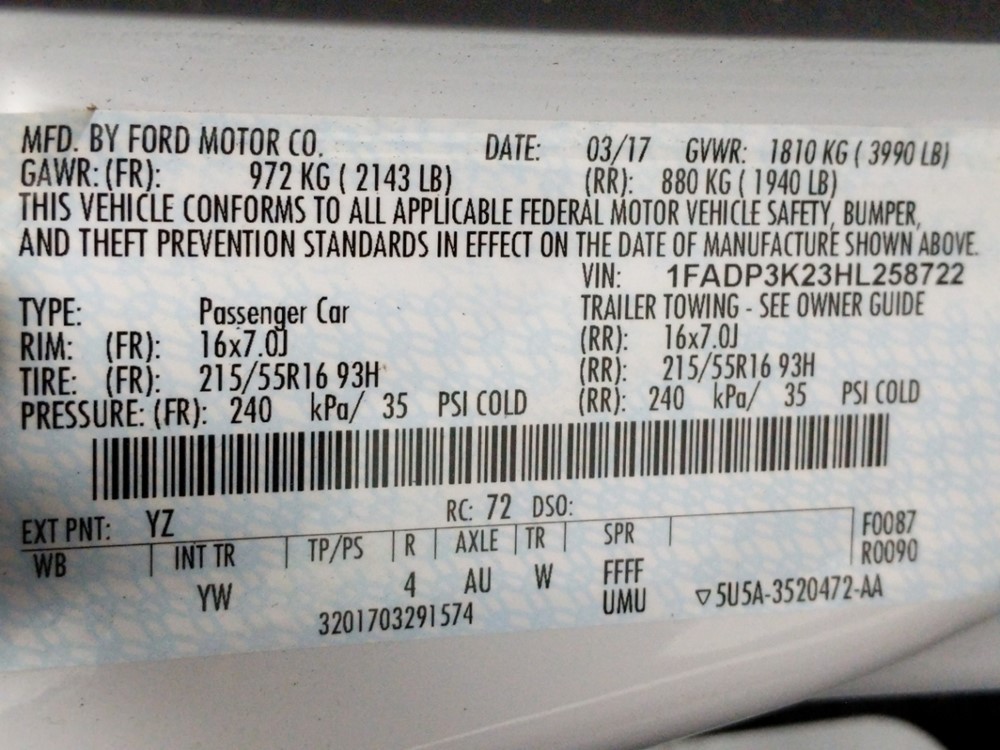 MFD. BY FORD MOTOR CO. DATE: 03/17 GVWR: 1810 KG ( 3990 LB)
GAWR: (FR): 972 KG ( 2143 LB) (RR): 880 KG ( 1940 LB)
THIS VEHICLE CONFORMS TO ALL APPLICABLE FEDERAL MOTOR VEHICLE SAFETY, BUMPER,
AND THEFT PREVENTION STANDARDS IN EFFECT ON THE DATE OF MANUFACTURE SHOWN ABOVE.
VIN: 1FADP3K23HL258722
TYPE: Passenger Car TRAILER TOWING - SEE OWNER GUIDE
RIM: (FR): 16x7.0J (RR): 16x7.0J
TIRE: (FR): 215/55R16 93H (RR): 215/55R16 93H
PRESSURE: (FR): 240 kPa/ 35 PSI COLD (RR): 240 kPa/ 35 PSI COLD
EXT PNT: YZ RC: 72 DSO:
WB INT TR TP/PS R AXLE TR SPR F0087
R0090
YW 4 AU W FFFF
UMU ▽5U5A-3520472-AA
3201703291574